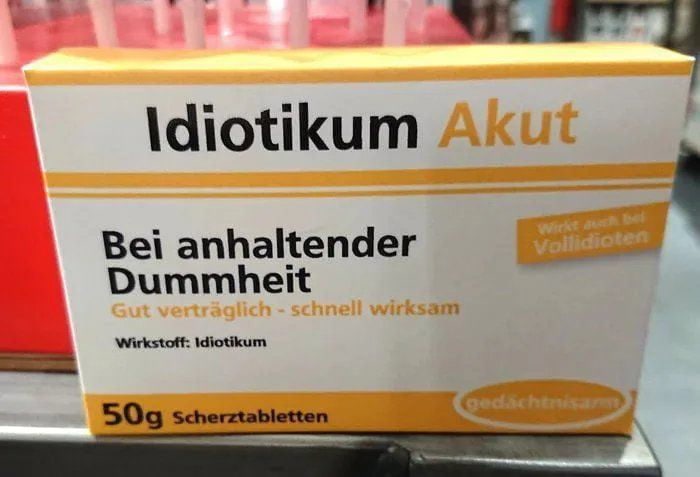 Idiotikum Akut
Wirkt auch bei
Vollidioten
Bei anhaltender
Dummheit
Gut verträglich - schnell wirksam
Wirkstoff: Idiotikum
50g Scherztabletten
gedächtnisarm